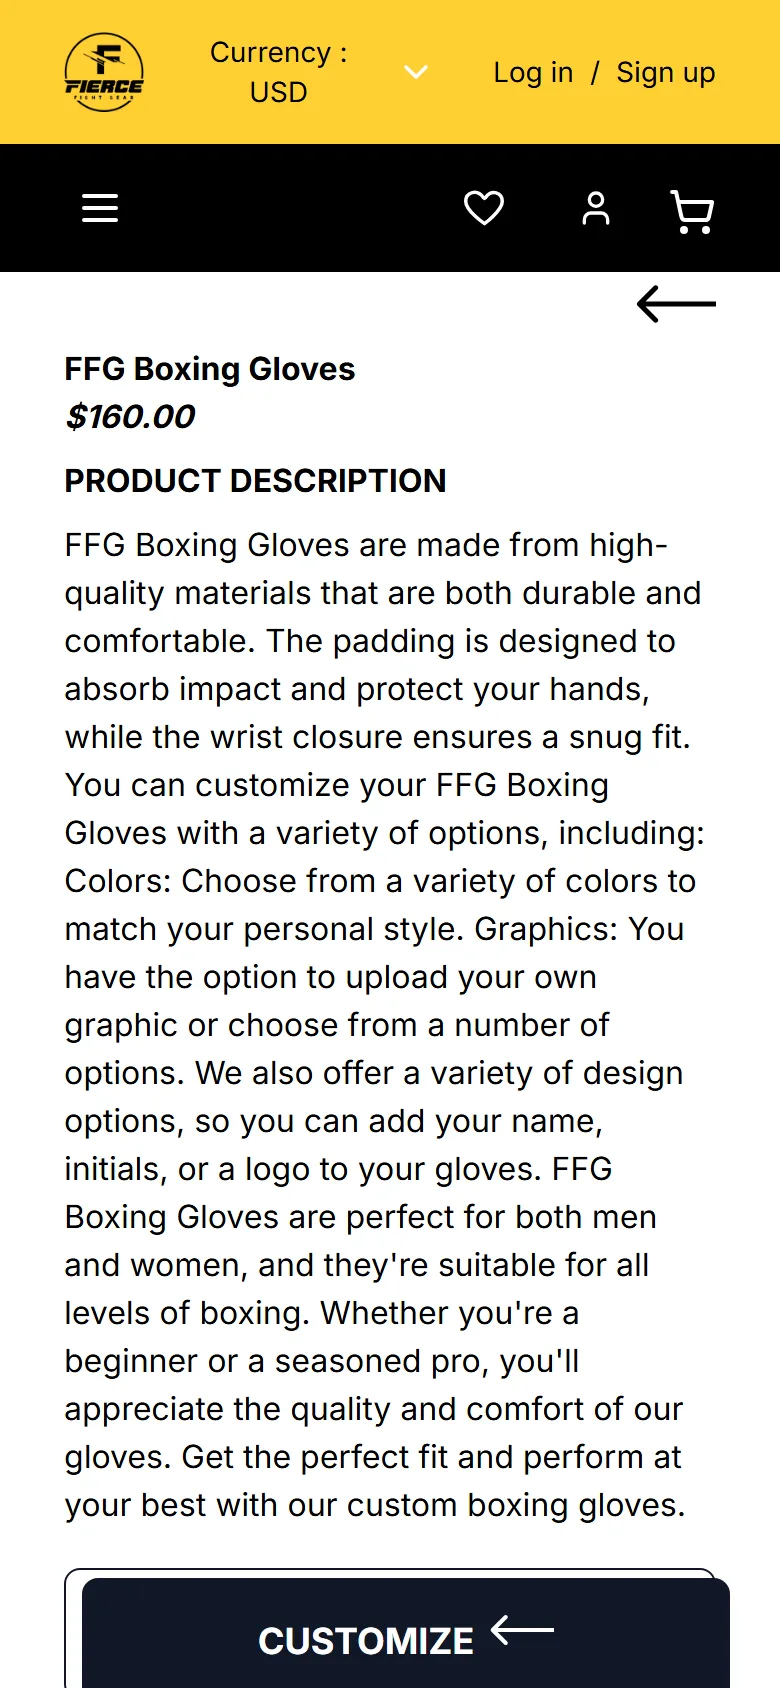 FIERCE
FIGHT GEAR
Currency :
USD
Log in / Sign up
FFG Boxing Gloves
$160.00
PRODUCT DESCRIPTION
FFG Boxing Gloves are made from high-
quality materials that are both durable and
comfortable. The padding is designed to
absorb impact and protect your hands,
while the wrist closure ensures a snug fit.
You can customize your FFG Boxing
Gloves with a variety of options, including:
Colors: Choose from a variety of colors to
match your personal style. Graphics: You
have the option to upload your own
graphic or choose from a number of
options. We also offer a variety of design
options, so you can add your name,
initials, or a logo to your gloves. FFG
Boxing Gloves are perfect for both men
and women, and they're suitable for all
levels of boxing. Whether you're a
beginner or a seasoned pro, you'll
appreciate the quality and comfort of our
gloves. Get the perfect fit and perform at
your best with our custom boxing gloves.
CUSTOMIZE